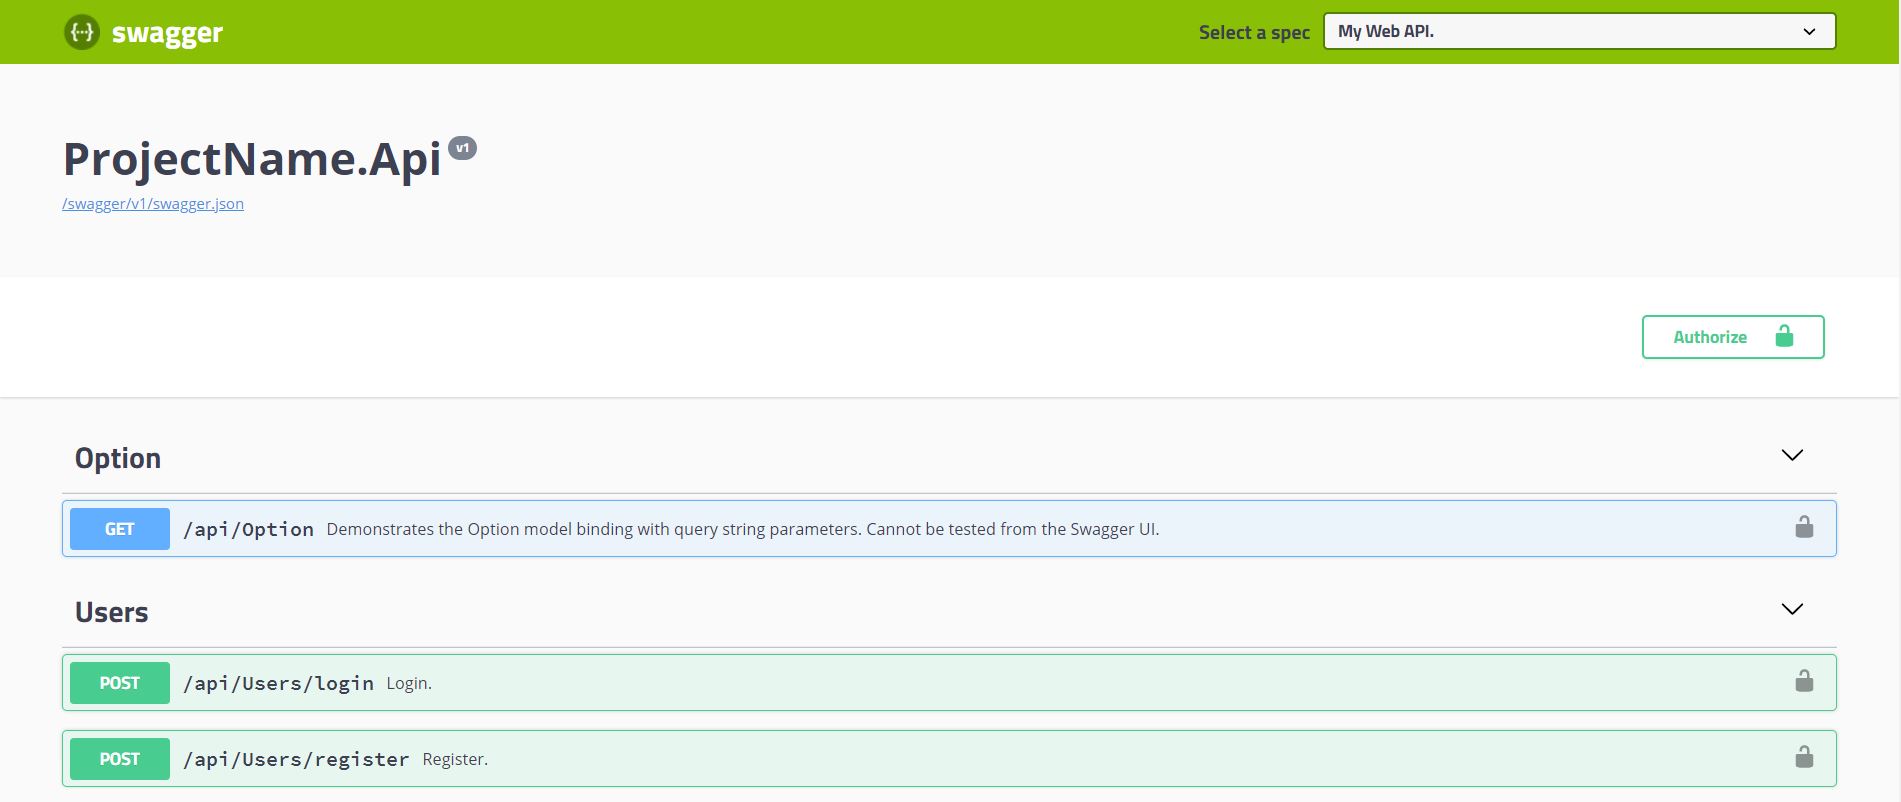 {...} swagger Select a spec My Web API.
ProjectName.Api v1
/swagger/v1/swagger.json
Authorize
Option
GET /api/Option Demonstrates the Option model binding with query string parameters. Cannot be tested from the Swagger UI.
Users
POST /api/Users/login Login.
POST /api/Users/register Register.